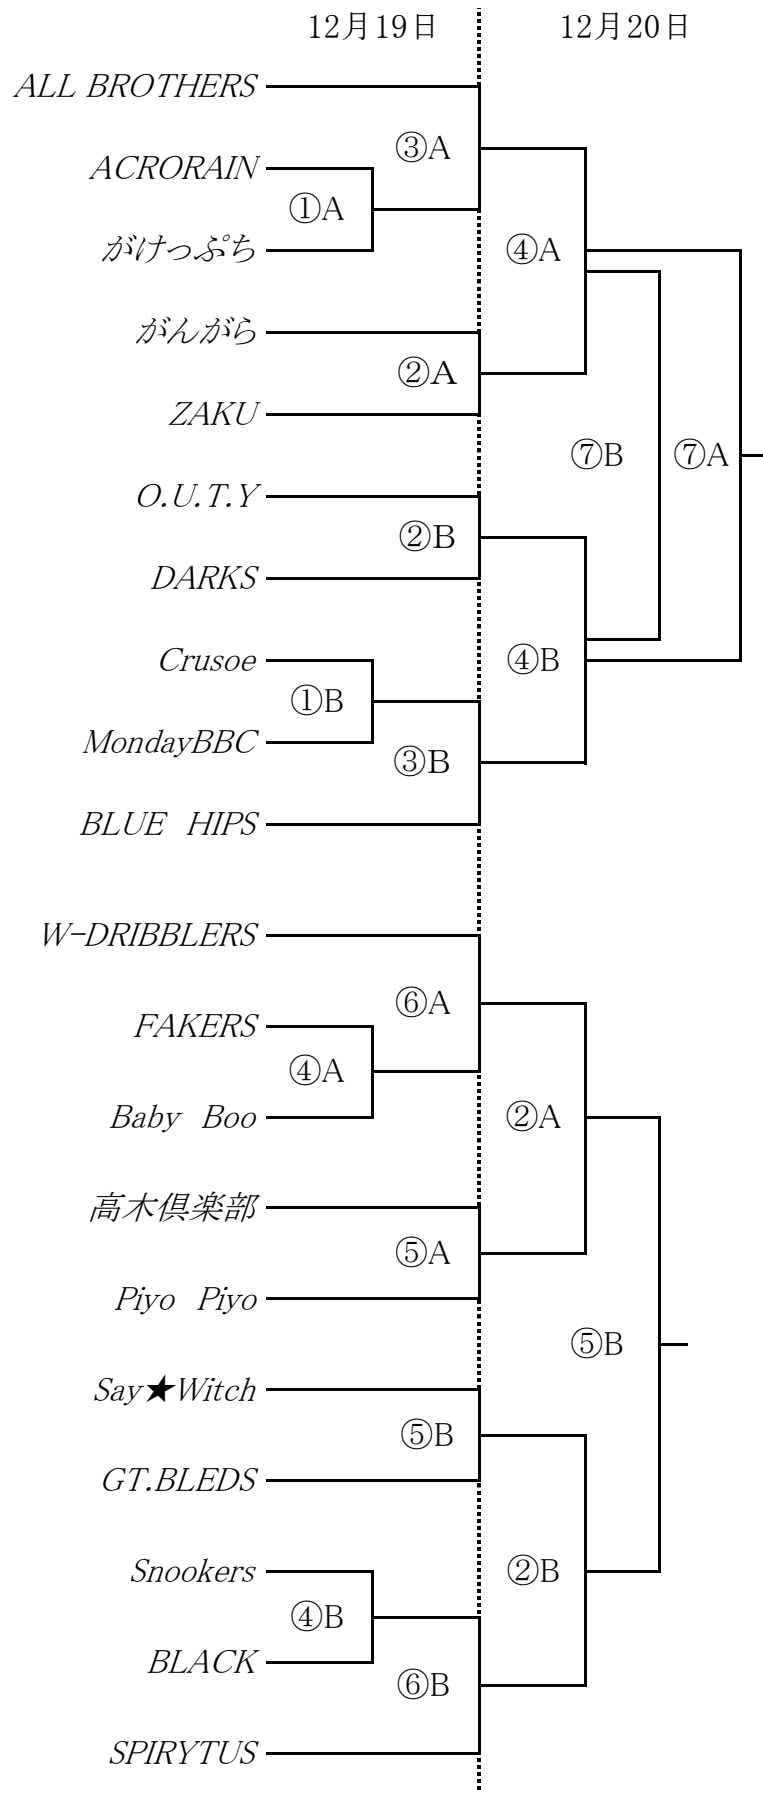 12月19日 12月20日
ALL BROTHERS
③A
ACRORAIN
①A
がけっぷち
④A
がんがら
②A
ZAKU
⑦B ⑦A
O.U.T.Y
②B
DARKS
Crusoe
④B
①B
MondayBBC
③B
BLUE HIPS
W-DRIBBLERS
⑥A
FAKERS
④A
Baby Boo
②A
高木倶楽部
⑤A
Piyo Piyo
⑤B
Say★Witch
⑤B
GT.BLEDS
Snookers
②B
④B
BLACK
⑥B
SPIRYTUS